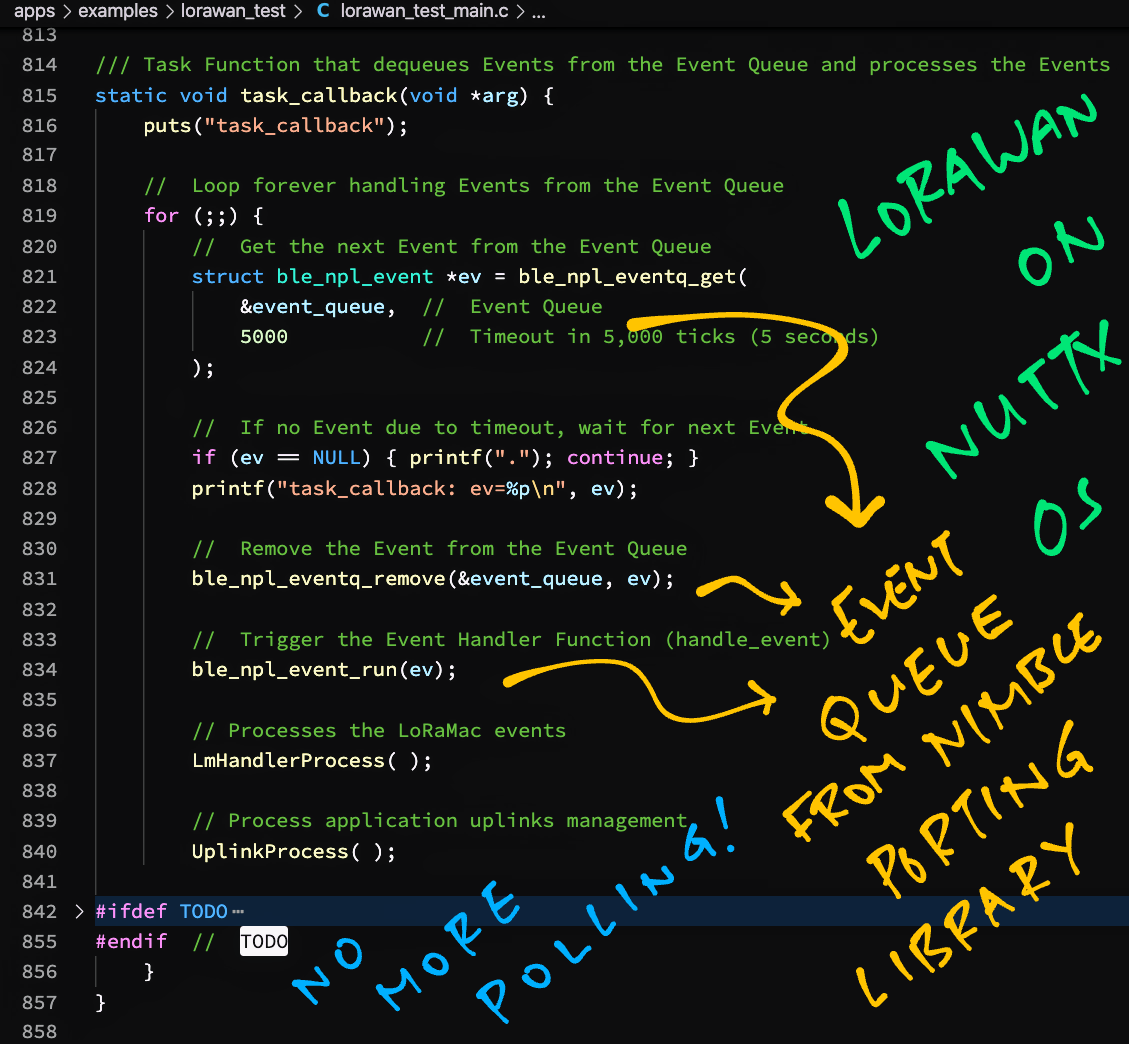 apps > examples > lorawan_test > C lorawan_test_main.c > ...
813
814 /// Task Function that dequeues Events from the Event Queue and processes the Events
815 static void task_callback(void *arg) {
816     puts("task_callback");
817
818     //  Loop forever handling Events from the Event Queue
819     for (;;) {
820         //  Get the next Event from the Event Queue
821         struct ble_npl_event *ev = ble_npl_eventq_get(
822             &event_queue,  //  Event Queue
823             5000           //  Timeout in 5,000 ticks (5 seconds)
824         );
825
826         //  If no Event due to timeout, wait for next Event.
827         if (ev == NULL) { printf("."); continue; }
828         printf("task_callback: ev=%p\n", ev);
829
830         //  Remove the Event from the Event Queue
831         ble_npl_eventq_remove(&event_queue, ev);
832
833         //  Trigger the Event Handler Function (handle_event)
834         ble_npl_event_run(ev);
835
836         // Processes the LoRaMac events
837         LmHandlerProcess( );
838
839         // Process application uplinks management
840         UplinkProcess( );
841
842 > #ifdef TODO…
855 #endif  //  TODO
856     }
857 }
858
LORAWAN
ON
NUTTX
OS
EVENT
QUEUE
FROM NIMBLE
PORTING
LIBRARY
NO
MORE
POLLING!